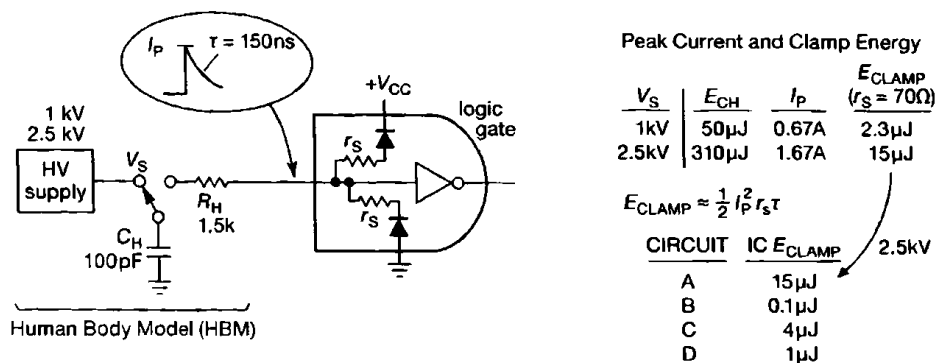 I_P
τ = 150ns
+V_CC
logic
gate
1 kV
2.5 kV
HV
supply
V_S
R_H
1.5k
C_H
100pF
r_S
r_S
Human Body Model (HBM)
Peak Current and Clamp Energy
V_S E_CH I_P E_CLAMP (r_S = 70Ω)
1kV 50µJ 0.67A 2.3µJ
2.5kV 310µJ 1.67A 15µJ
E_CLAMP ≈ 1/2 I_P^2 r_s τ
2.5kV
CIRCUIT IC E_CLAMP
A 15µJ
B 0.1µJ
C 4µJ
D 1µJ